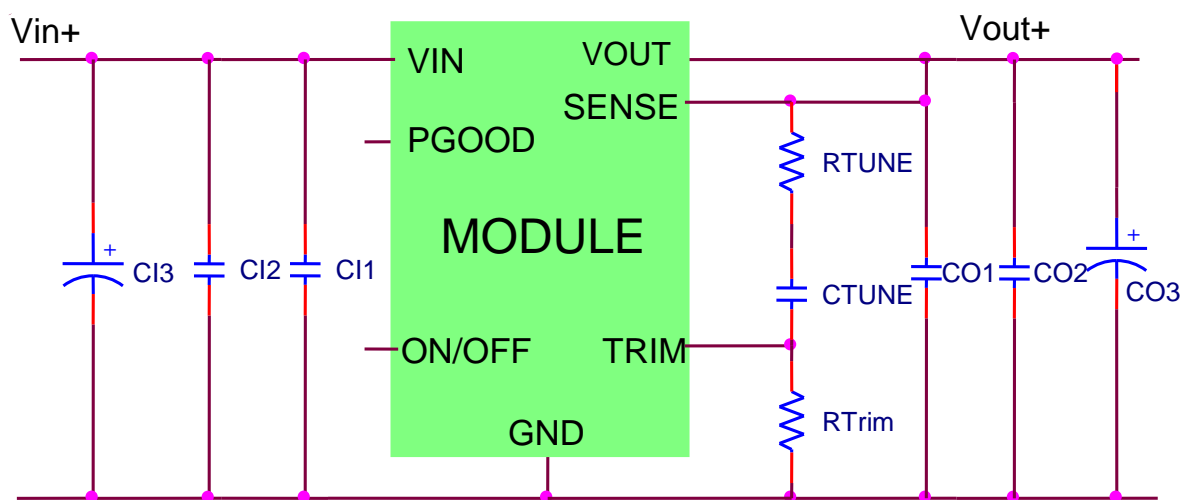 Vin+
Vout+
VIN
VOUT
SENSE
PGOOD
RTUNE
MODULE
+
CI3
CI2
CI1
CTUNE
CO1
CO2
+
CO3
ON/OFF
TRIM
RTrim
GND